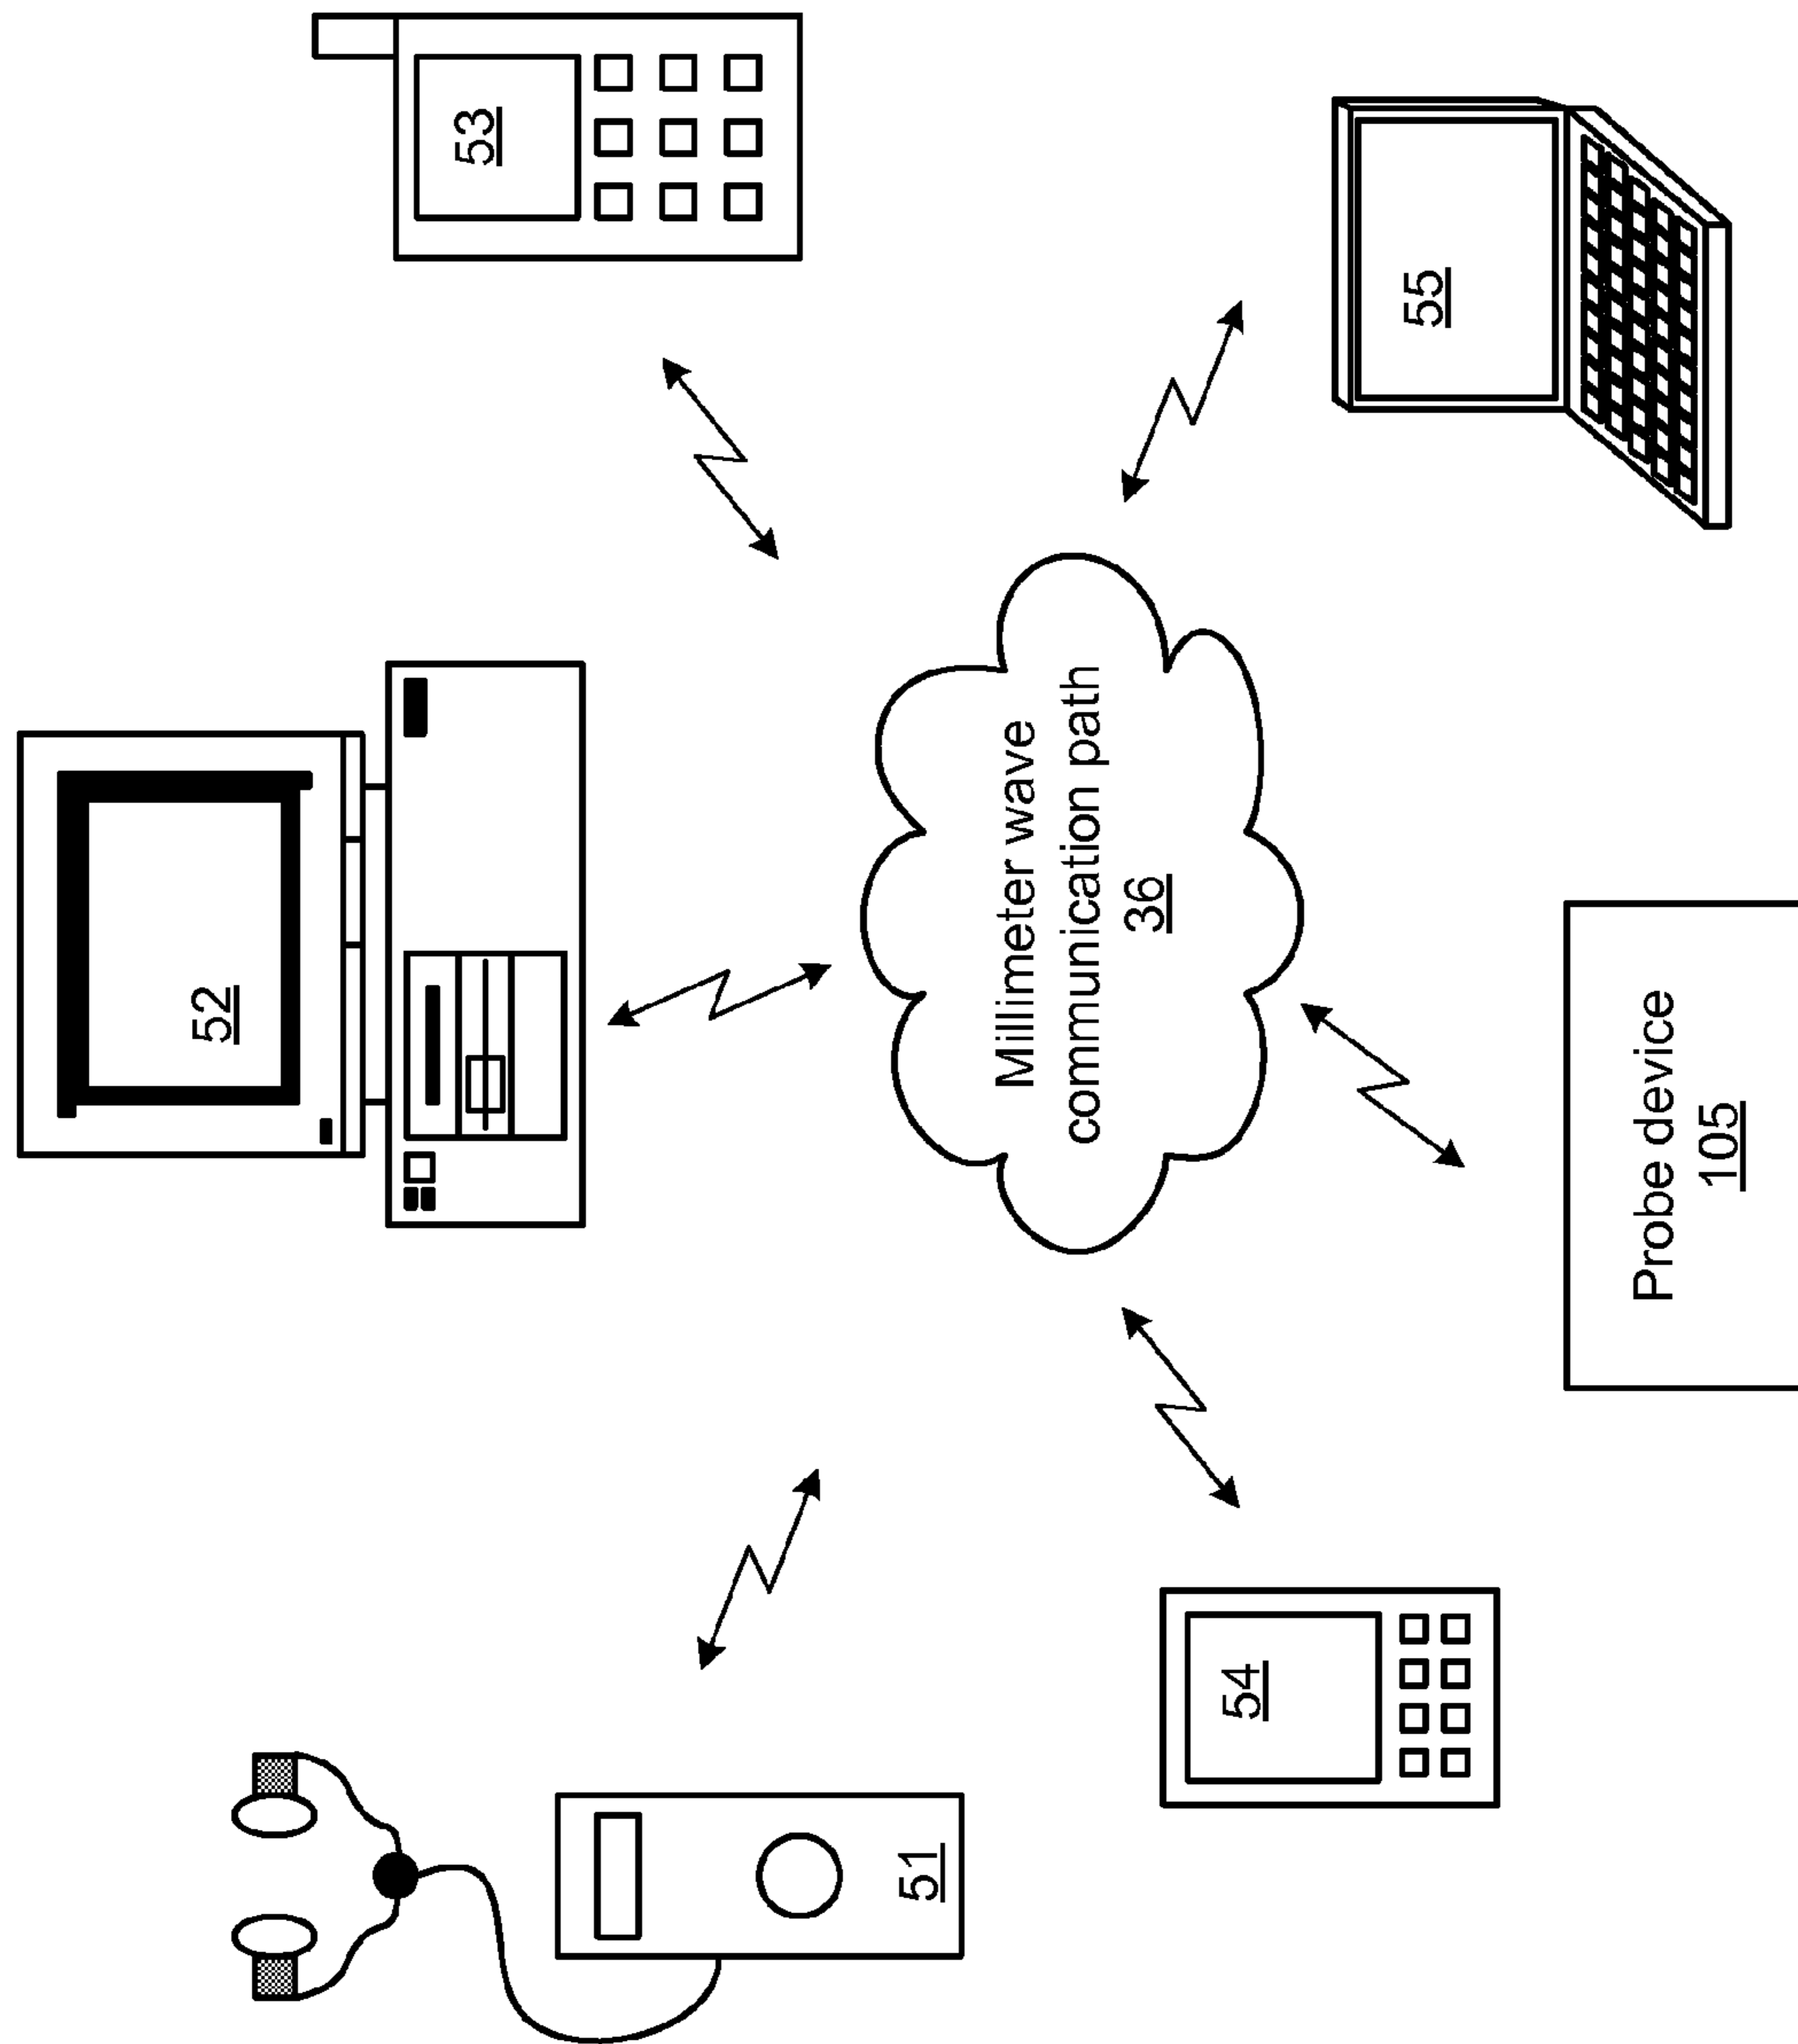 52
53
51
Millimeter wave
communication path
36
54
55
Probe device
105